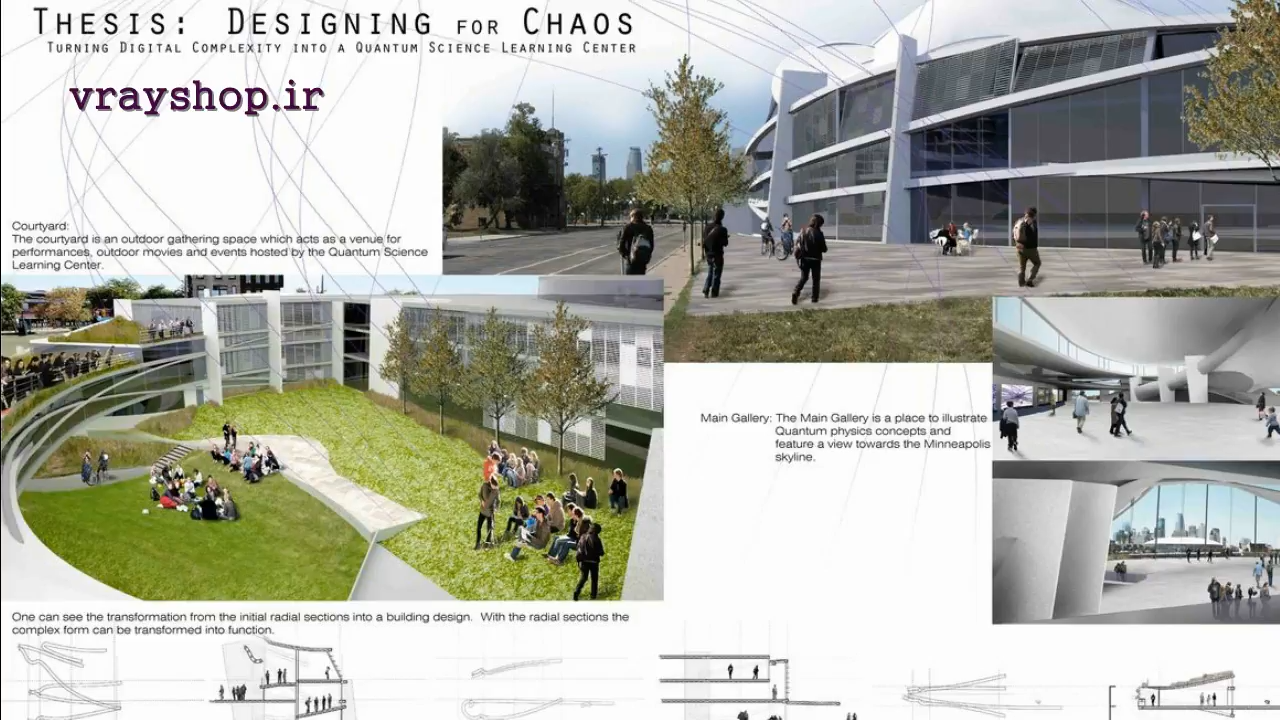 THESIS: DESIGNING FOR CHAOS
TURNING DIGITAL COMPLEXITY INTO A QUANTUM SCIENCE LEARNING CENTER
vrayshop.ir
Courtyard:
The courtyard is an outdoor gathering space which acts as a venue for
performances, outdoor movies and events hosted by the Quantum Science
Learning Center.
Main Gallery: The Main Gallery is a place to illustrate
Quantum physics concepts and
feature a view towards the Minneapolis
skyline.
One can see the transformation from the initial radial sections into a building design. With the radial sections the
complex form can be transformed into function.